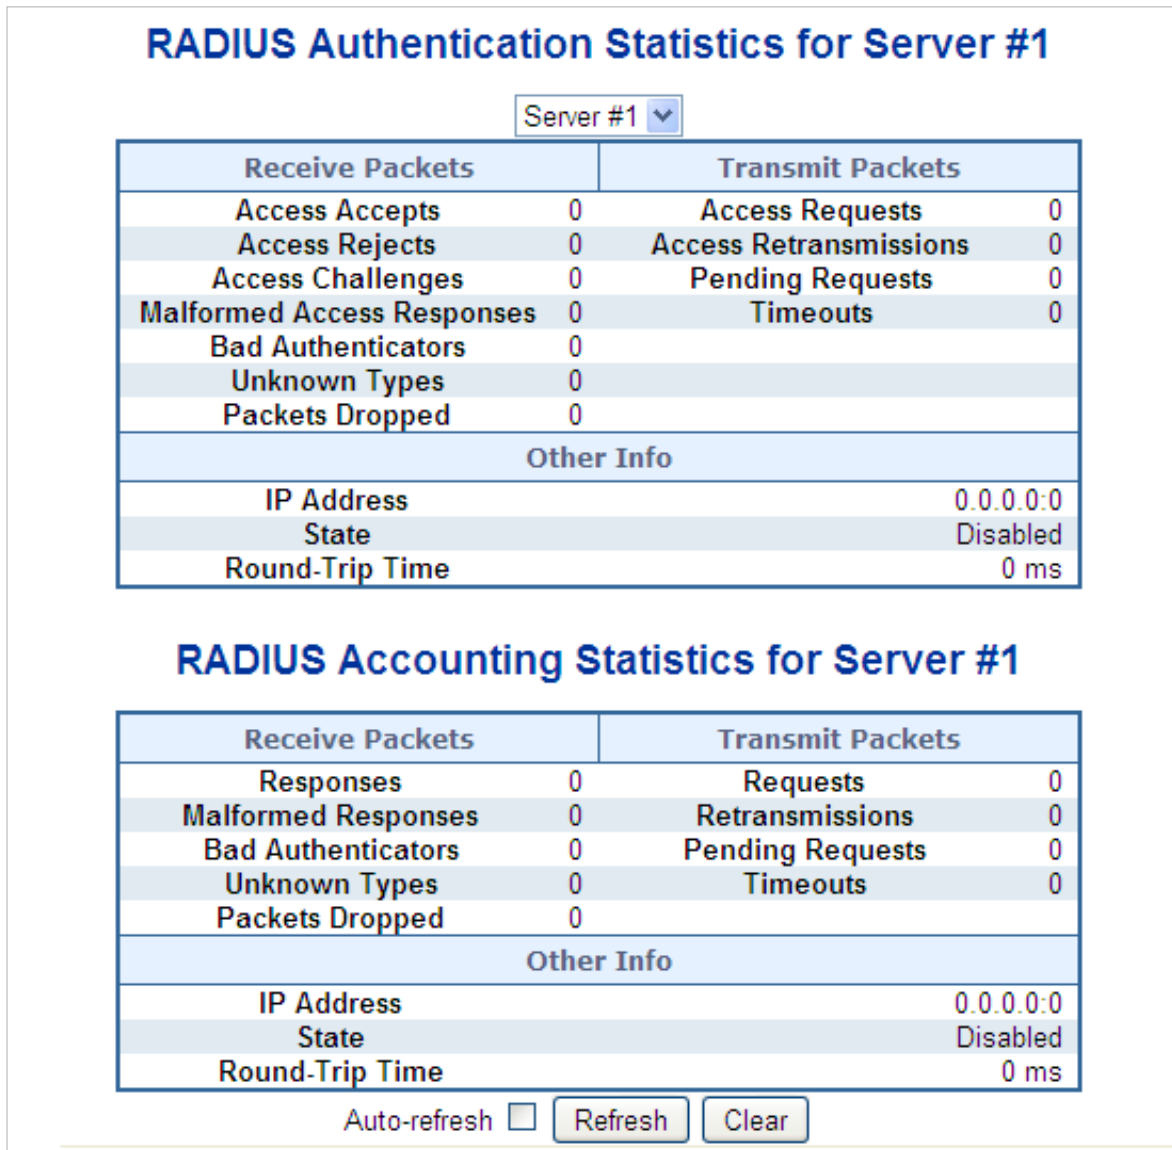 RADIUS Authentication Statistics for Server #1
Server #1
Receive Packets Transmit Packets
Access Accepts 0 Access Requests 0
Access Rejects 0 Access Retransmissions 0
Access Challenges 0 Pending Requests 0
Malformed Access Responses 0 Timeouts 0
Bad Authenticators 0
Unknown Types 0
Packets Dropped 0
Other Info
IP Address 0.0.0.0:0
State Disabled
Round-Trip Time 0 ms
RADIUS Accounting Statistics for Server #1
Receive Packets Transmit Packets
Responses 0 Requests 0
Malformed Responses 0 Retransmissions 0
Bad Authenticators 0 Pending Requests 0
Unknown Types 0 Timeouts 0
Packets Dropped 0
Other Info
IP Address 0.0.0.0:0
State Disabled
Round-Trip Time 0 ms
Auto-refresh Refresh Clear